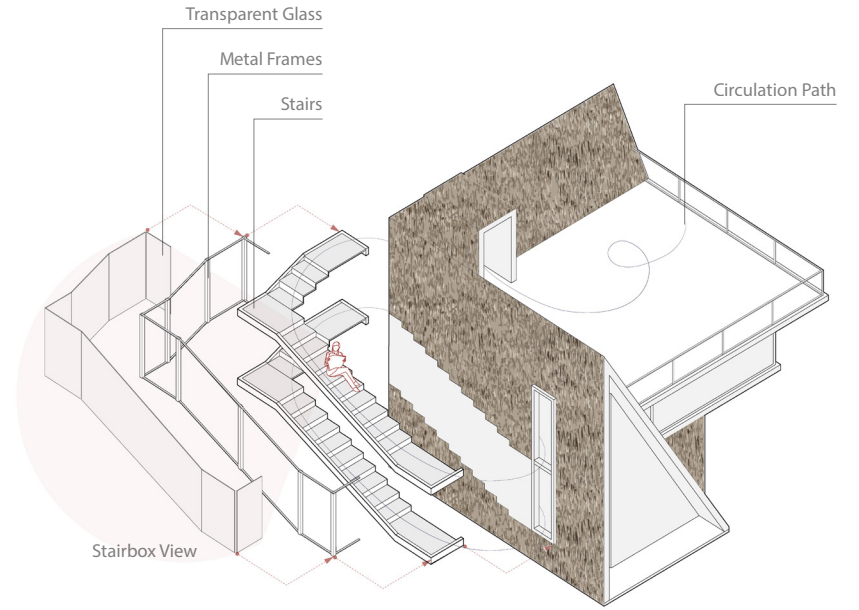 Transparent Glass
Metal Frames
Stairs
Circulation Path
Stairbox View